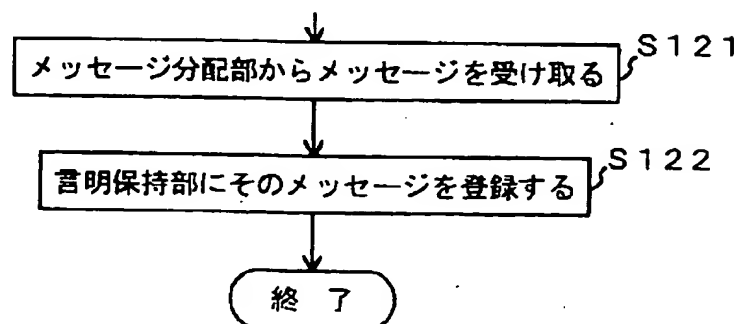 メッセージ分配部からメッセージを受け取る
S121
言明保持部にそのメッセージを登録する
S122
終 了